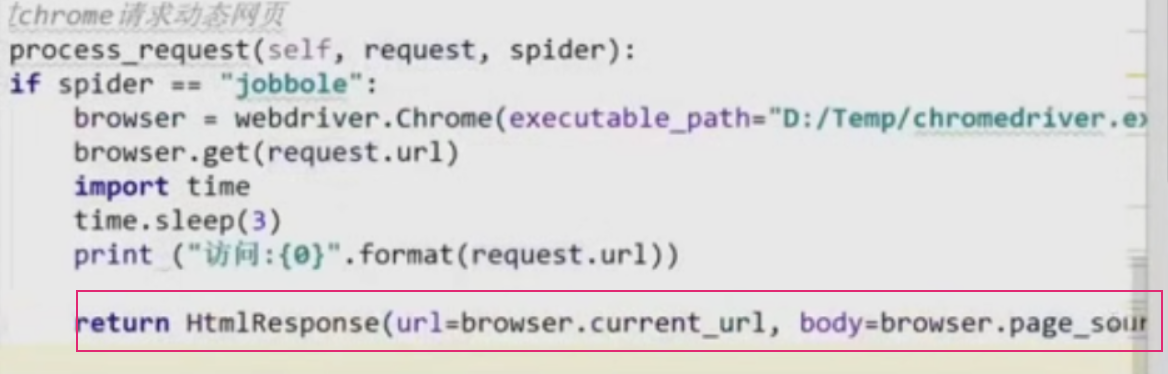 chrome请求动态网页
process_request(self, request, spider):
if spider == "jobbole":
browser = webdriver.Chrome(executable_path="D:/Temp/chromedriver.ex
browser.get(request.url)
import time
time.sleep(3)
print ("访问:{0}".format(request.url))
return HtmlResponse(url=browser.current_url, body=browser.page_sour